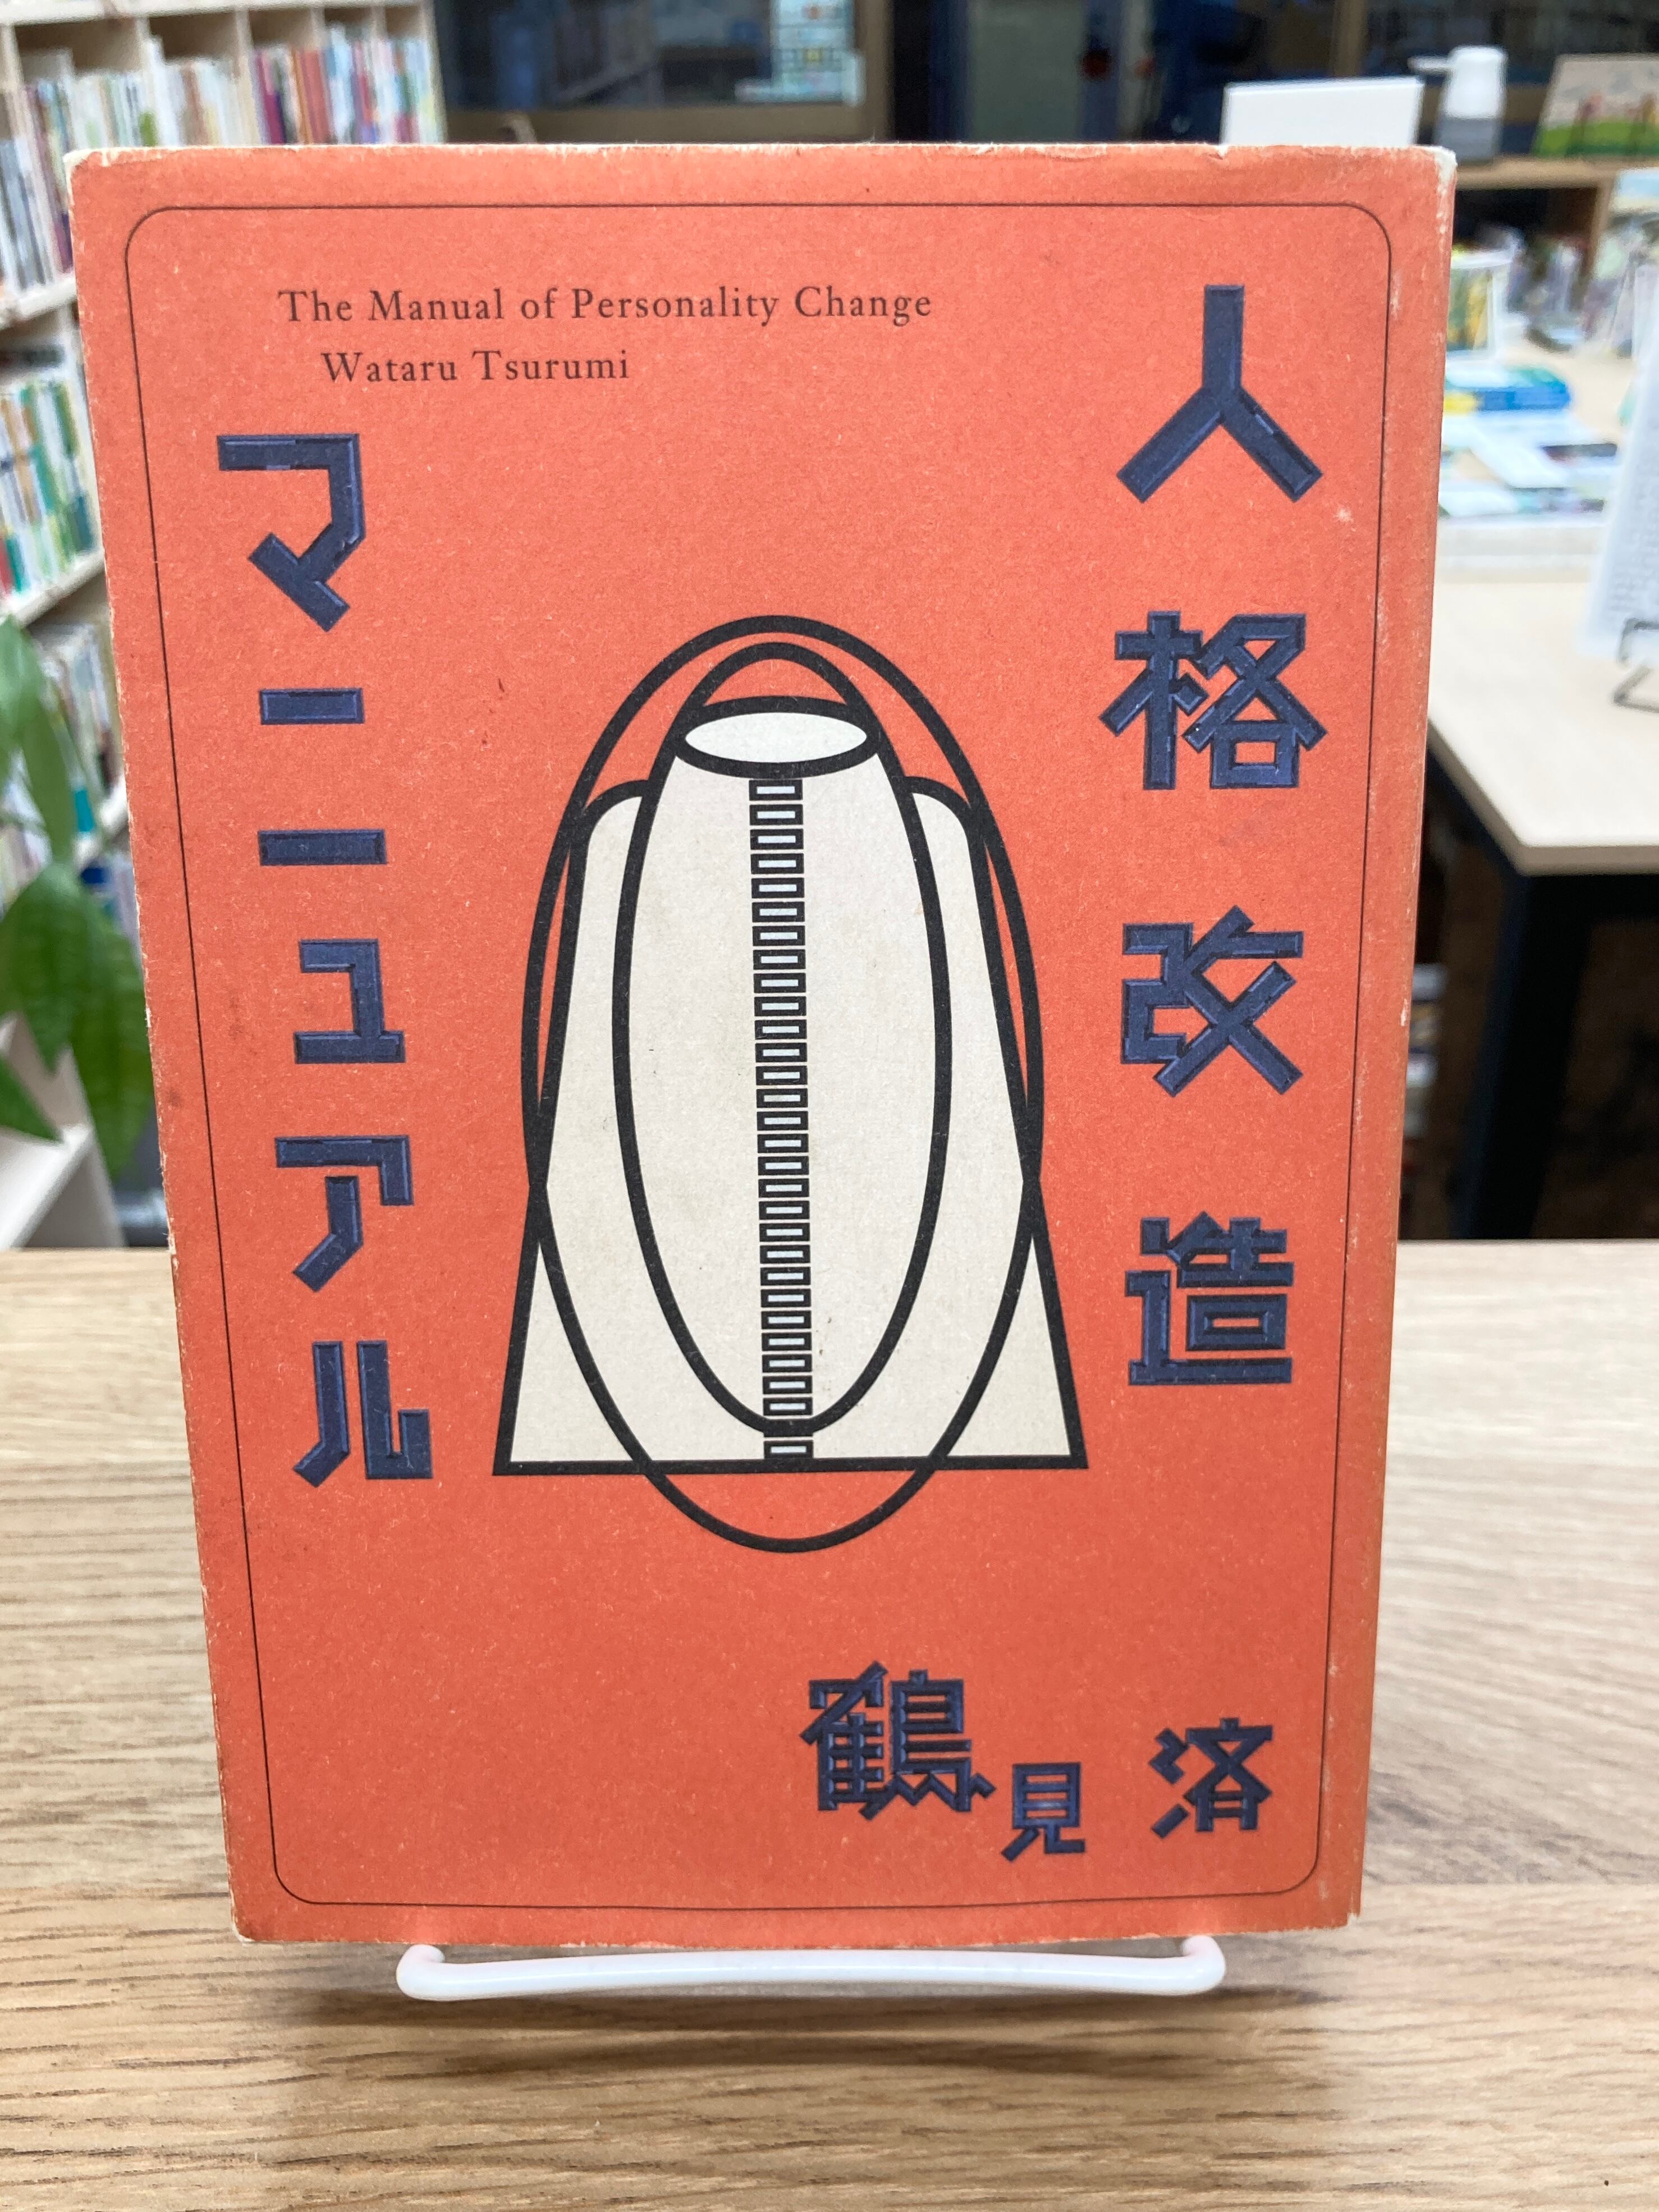 The Manual of Personality Change
Wataru Tsurumi
人格改造
マニュアル
鶴見済